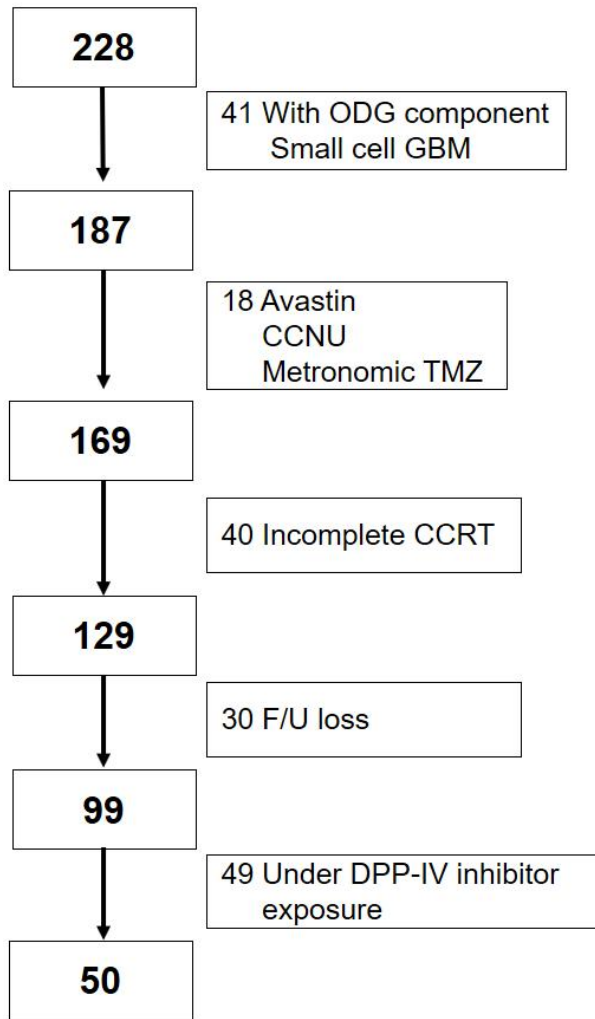 228
41 With ODG component
Small cell GBM
187
18 Avastin
CCNU
Metronomic TMZ
169
40 Incomplete CCRT
129
30 F/U loss
99
49 Under DPP-IV inhibitor
exposure
50